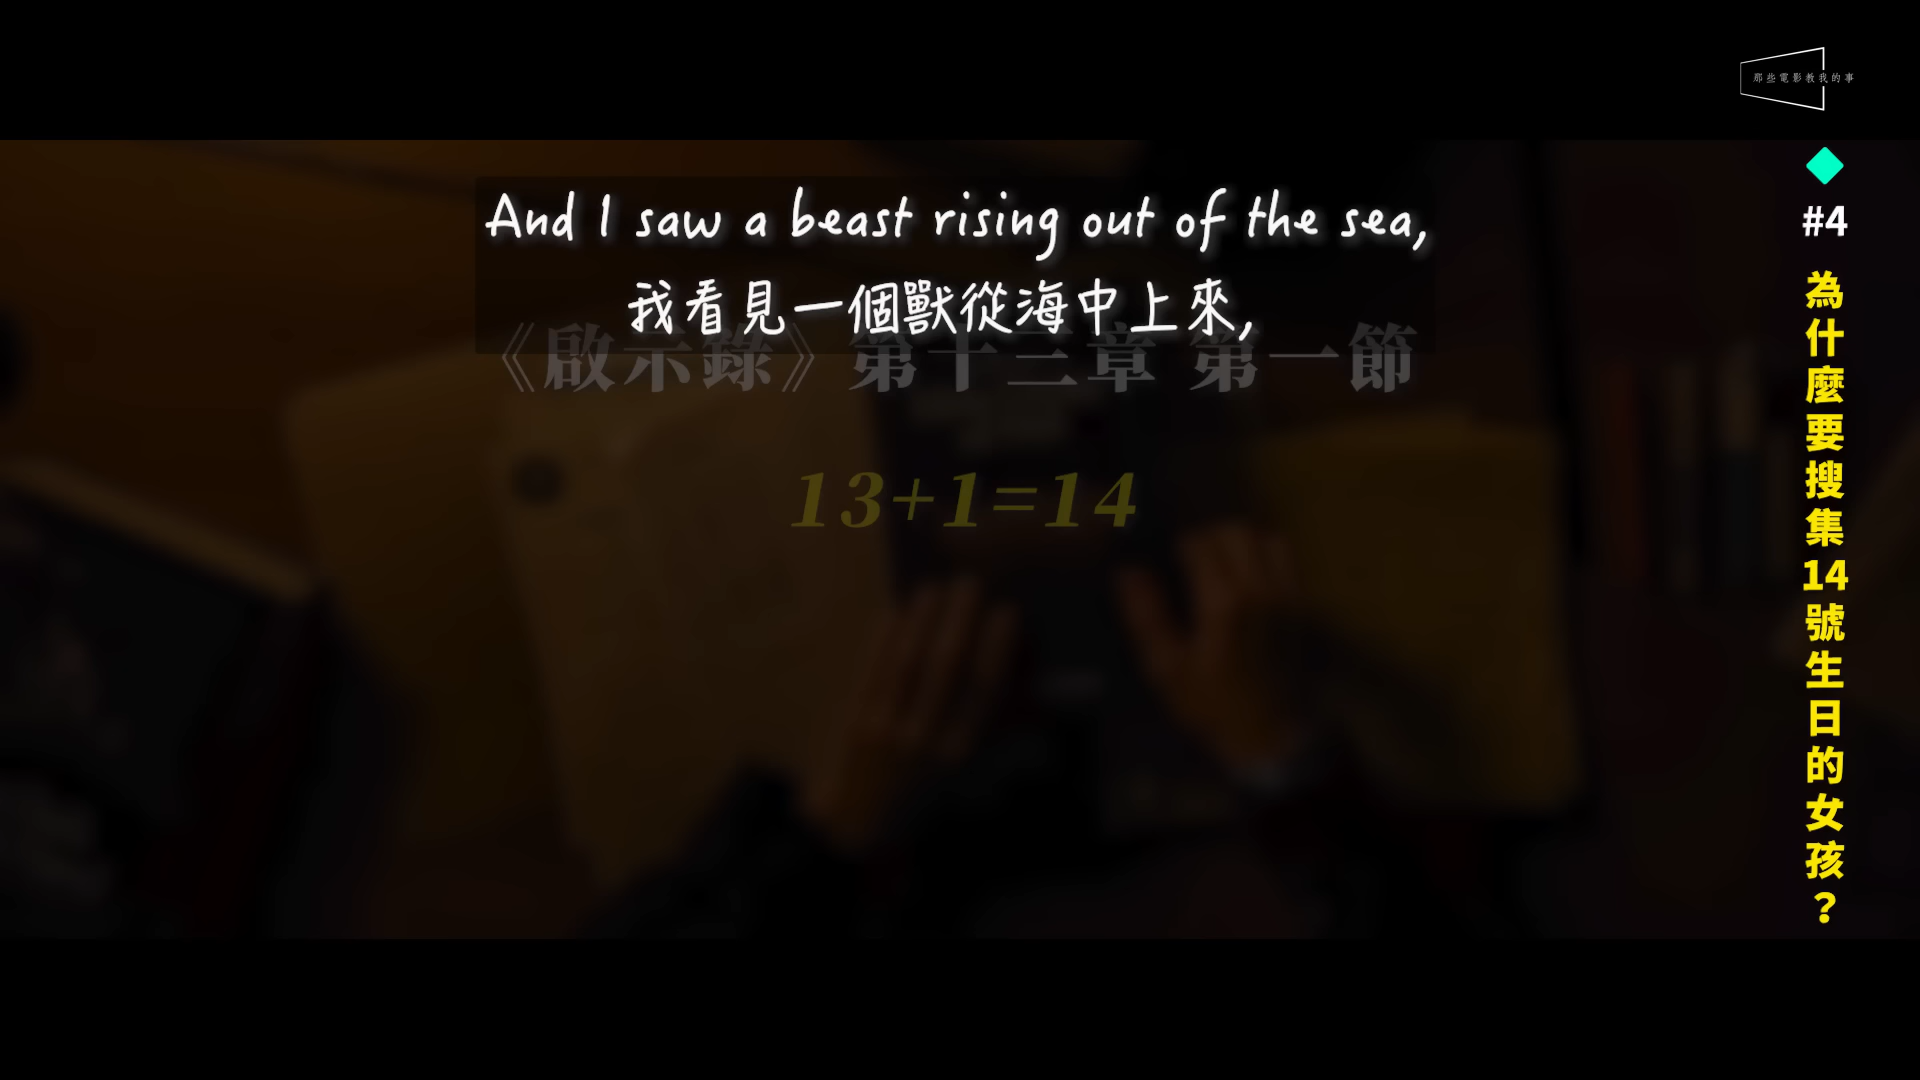 那些電影教我的事
And I saw a beast rising out of the sea,
我看見一個獸從海中上來,
《啟示錄》第十三章 第一節
13+1=14
#4
為什麼要搜集14號生日的女孩？